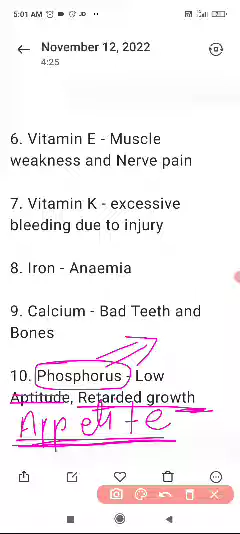 5:01 AM
November 12, 2022
4:25
6. Vitamin E - Muscle
weakness and Nerve pain
7. Vitamin K - excessive
bleeding due to injury
8. Iron - Anaemia
9. Calcium - Bad Teeth and
Bones
10. Phosphorus - Low
Aptitude, Retarded growth
Appetite